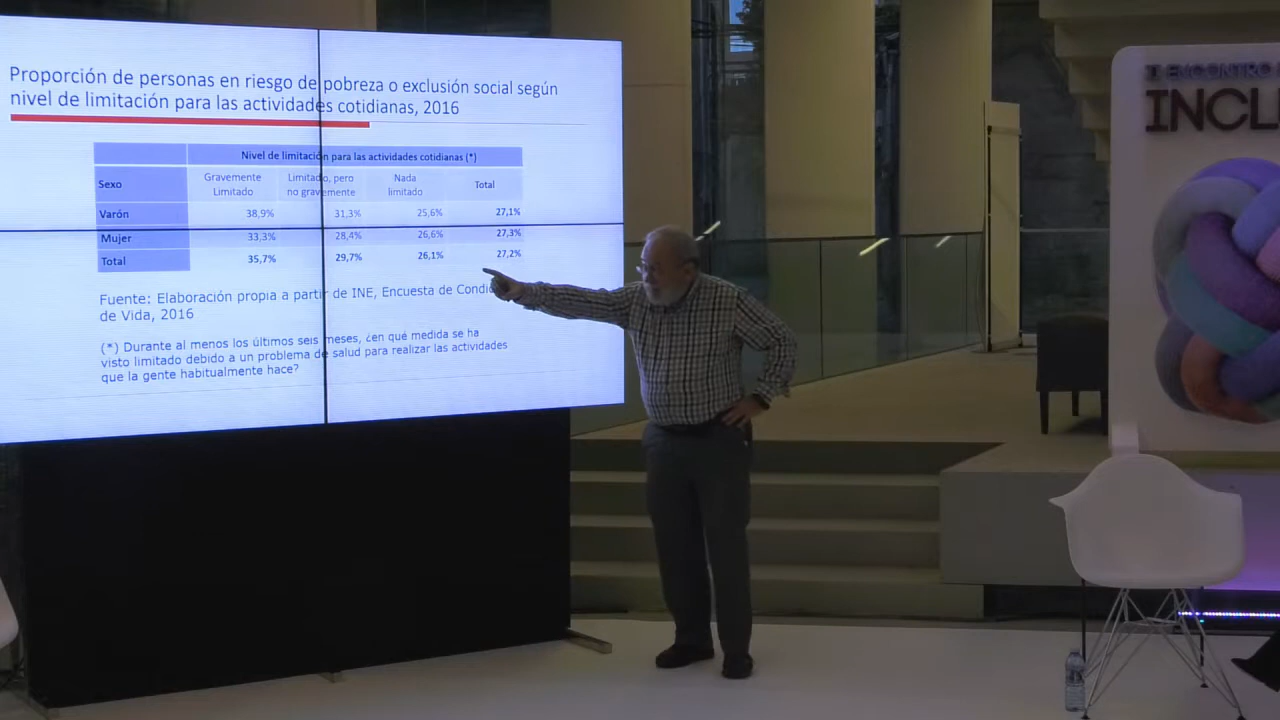 Proporción de personas en riesgo de pobreza o exclusión social según
nivel de limitación para las actividades cotidianas, 2016
Nivel de limitación para las actividades cotidianas (*)
Sexo
Gravemente Limitado
Limitado, pero no gravemente
Nada limitado
Total
Varón 38,9% 31,3% 25,6% 27,1%
Mujer 33,3% 28,4% 26,6% 27,3%
Total 35,7% 29,7% 26,1% 27,2%
Fuente: Elaboración propia a partir de INE, Encuesta de
de Vida, 2016
(*) Durante al menos los últimos seis meses, ¿en qué medida se ha
visto limitado debido a un problema de salud para realizar las actividades
que la gente habitualmente hace?
ENCONTRO
INCL